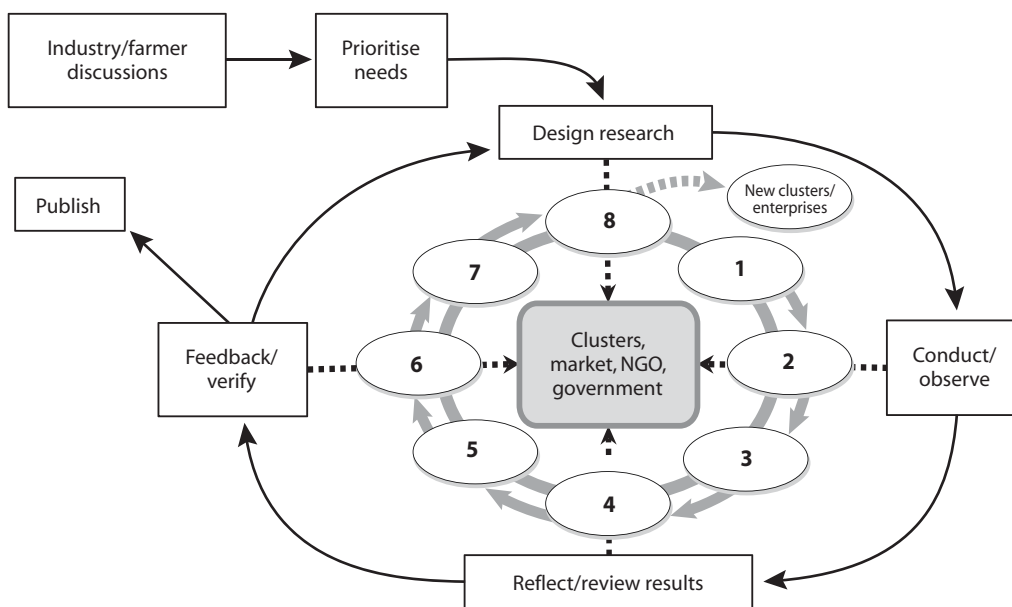 Industry/farmer
discussions
Prioritise
needs
Design research
New clusters/
enterprises
Publish
8
7
1
Clusters,
market, NGO,
government
Feedback/
verify
6
2
Conduct/
observe
5
3
4
Reflect/review results